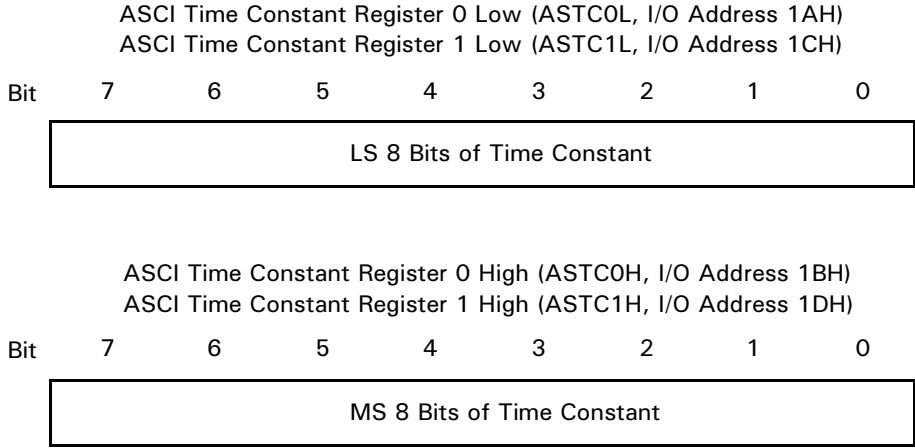 ASCI Time Constant Register 0 Low (ASTC0L, I/O Address 1AH)
ASCI Time Constant Register 1 Low (ASTC1L, I/O Address 1CH)
Bit 7 6 5 4 3 2 1 0
LS 8 Bits of Time Constant
ASCI Time Constant Register 0 High (ASTC0H, I/O Address 1BH)
ASCI Time Constant Register 1 High (ASTC1H, I/O Address 1DH)
Bit 7 6 5 4 3 2 1 0
MS 8 Bits of Time Constant